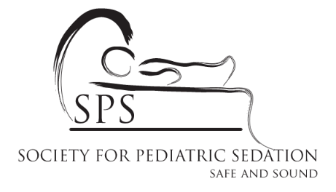 SPS
SOCIETY FOR PEDIATRIC SEDATION
SAFE AND SOUND